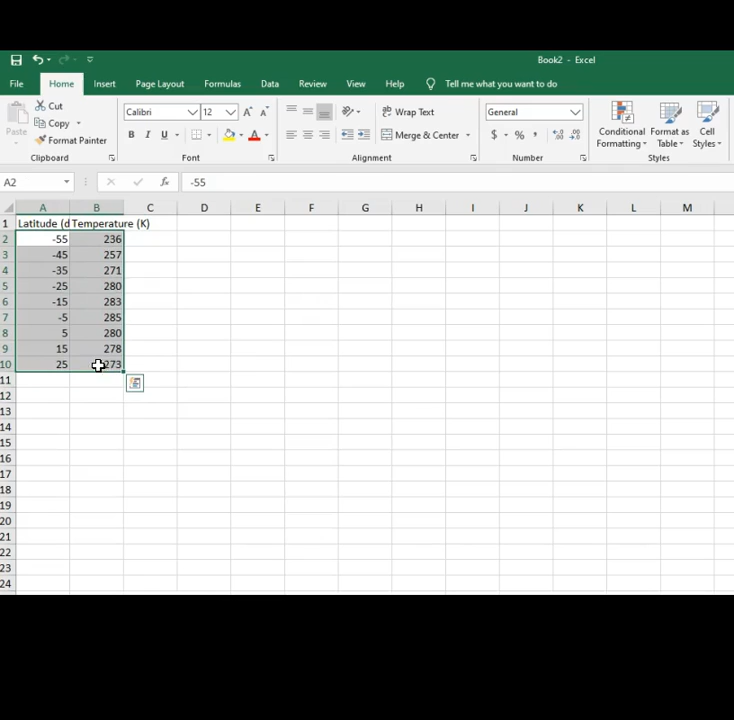 Book2 - Excel
File Home Insert Page Layout Formulas Data Review View Help Tell me what you want to do
Paste
Cut
Copy
Format Painter
Clipboard
Calibri 12 A A
B I U A
Font
Wrap Text
Merge & Center
Alignment
General
$ % ,
Number
Conditional Formatting
Format as Table
Cell Styles
Styles
A2 fx -55
A B C D E F G H I J K L M
1 Latitude (d Temperature (K)
2 -55 236
3 -45 257
4 -35 271
5 -25 280
6 -15 283
7 -5 285
8 5 280
9 15 278
10 25 273
11
12
13
14
15
16
17
18
19
20
21
22
23
24